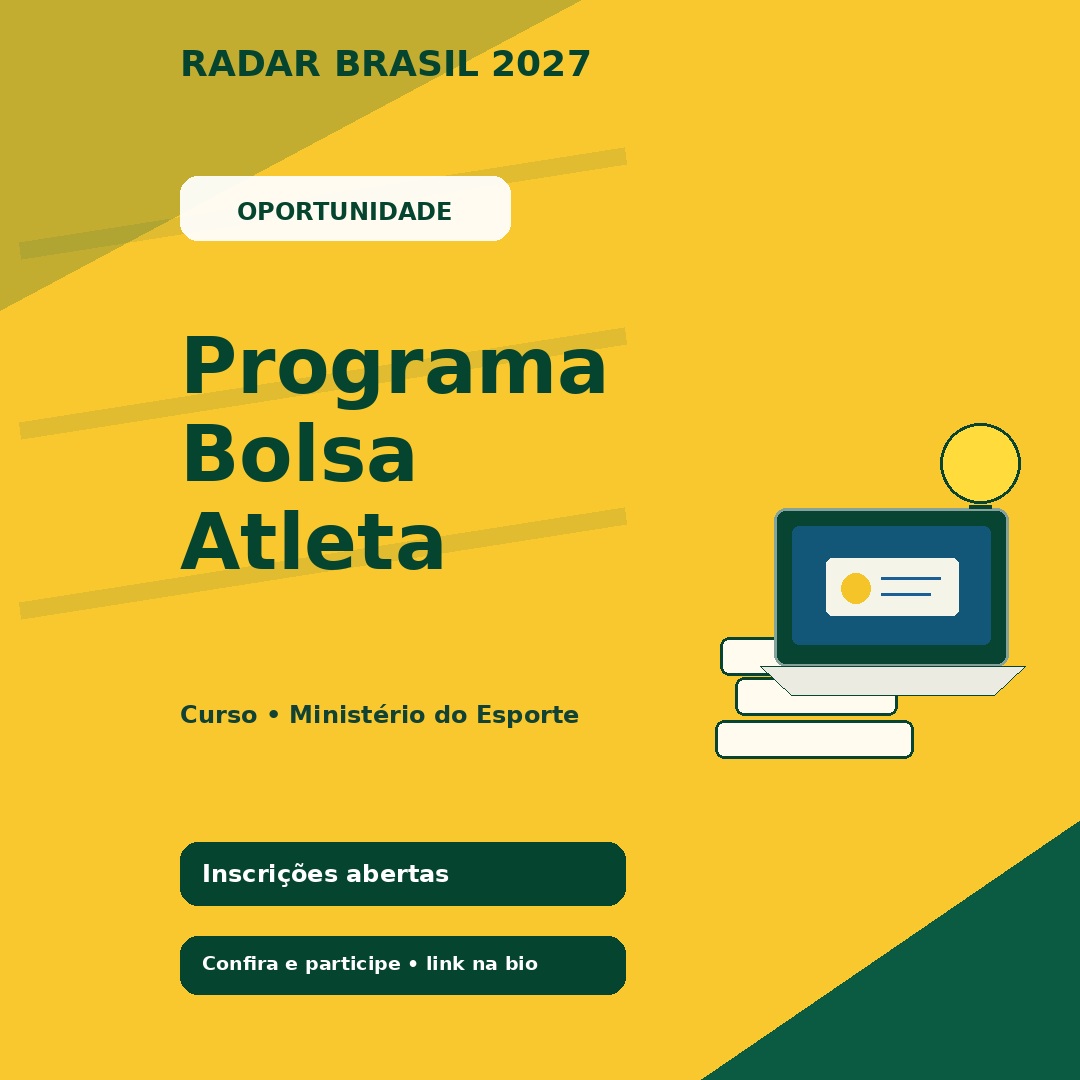 RADAR BRASIL 2027
OPORTUNIDADE
Programa
Bolsa
Atleta
Curso • Ministério do Esporte
Inscrições abertas
Confira e participe • link na bio